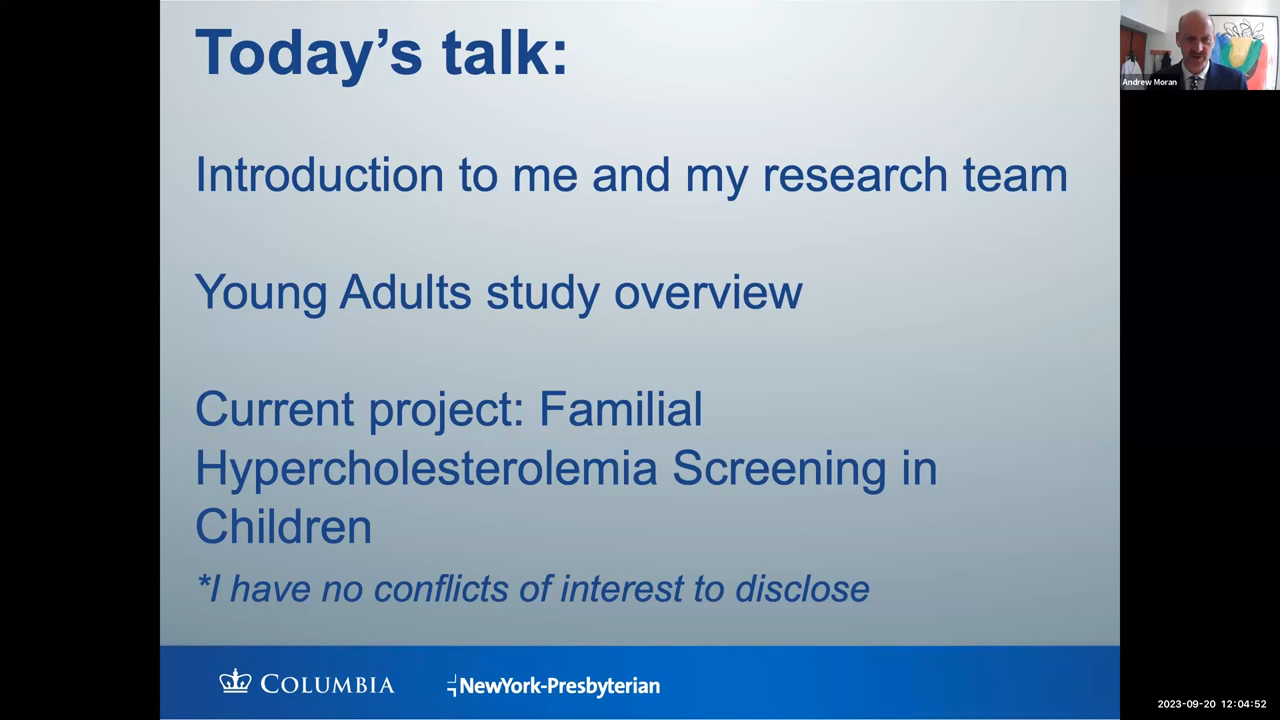 Today's talk:
Introduction to me and my research team
Young Adults study overview
Current project: Familial
Hypercholesterolemia Screening in
Children
*I have no conflicts of interest to disclose
COLUMBIA
NewYork-Presbyterian
Andrew Moran
2023-09-20 12:04:52